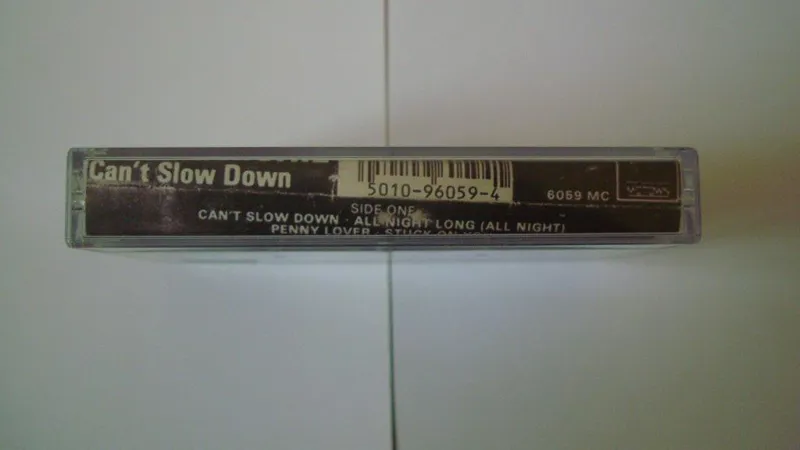 Can't Slow Down
5010-96059-4
6059 MC
MOTOWN
SIDE ONE
CAN'T SLOW DOWN · ALL NIGHT LONG (ALL NIGHT)
PENNY LOVER · STUCK ON